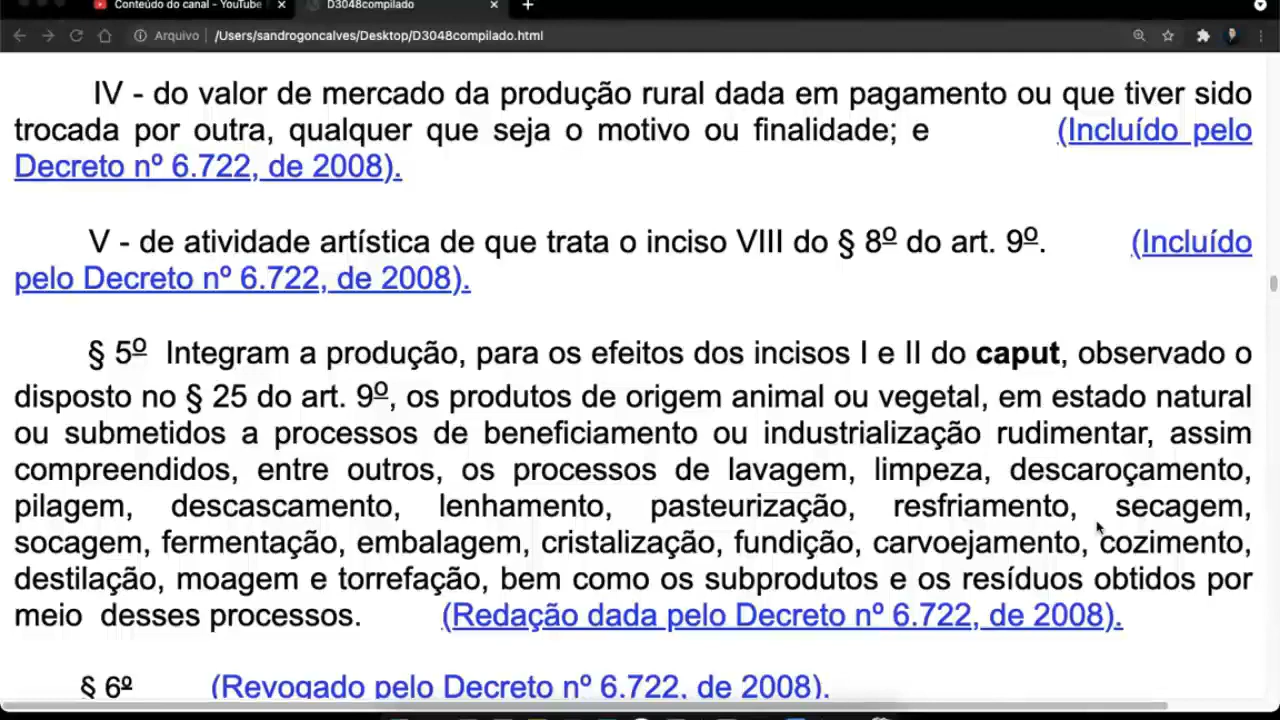 Conteúdo do canal - YouTube
D3048compilado
Arquivo /Users/sandrogoncalves/Desktop/D3048compilado.html
IV - do valor de mercado da produção rural dada em pagamento ou que tiver sido
trocada por outra, qualquer que seja o motivo ou finalidade; e (Incluído pelo
Decreto nº 6.722, de 2008).
V - de atividade artística de que trata o inciso VIII do § 8º do art. 9º. (Incluído
pelo Decreto nº 6.722, de 2008).
§ 5º Integram a produção, para os efeitos dos incisos I e II do caput, observado o
disposto no § 25 do art. 9º, os produtos de origem animal ou vegetal, em estado natural
ou submetidos a processos de beneficiamento ou industrialização rudimentar, assim
compreendidos, entre outros, os processos de lavagem, limpeza, descaroçamento,
pilagem, descascamento, lenhamento, pasteurização, resfriamento, secagem,
socagem, fermentação, embalagem, cristalização, fundição, carvoejamento, cozimento,
destilação, moagem e torrefação, bem como os subprodutos e os resíduos obtidos por
meio desses processos. (Redação dada pelo Decreto nº 6.722, de 2008).
§ 6º (Revogado pelo Decreto nº 6.722, de 2008).